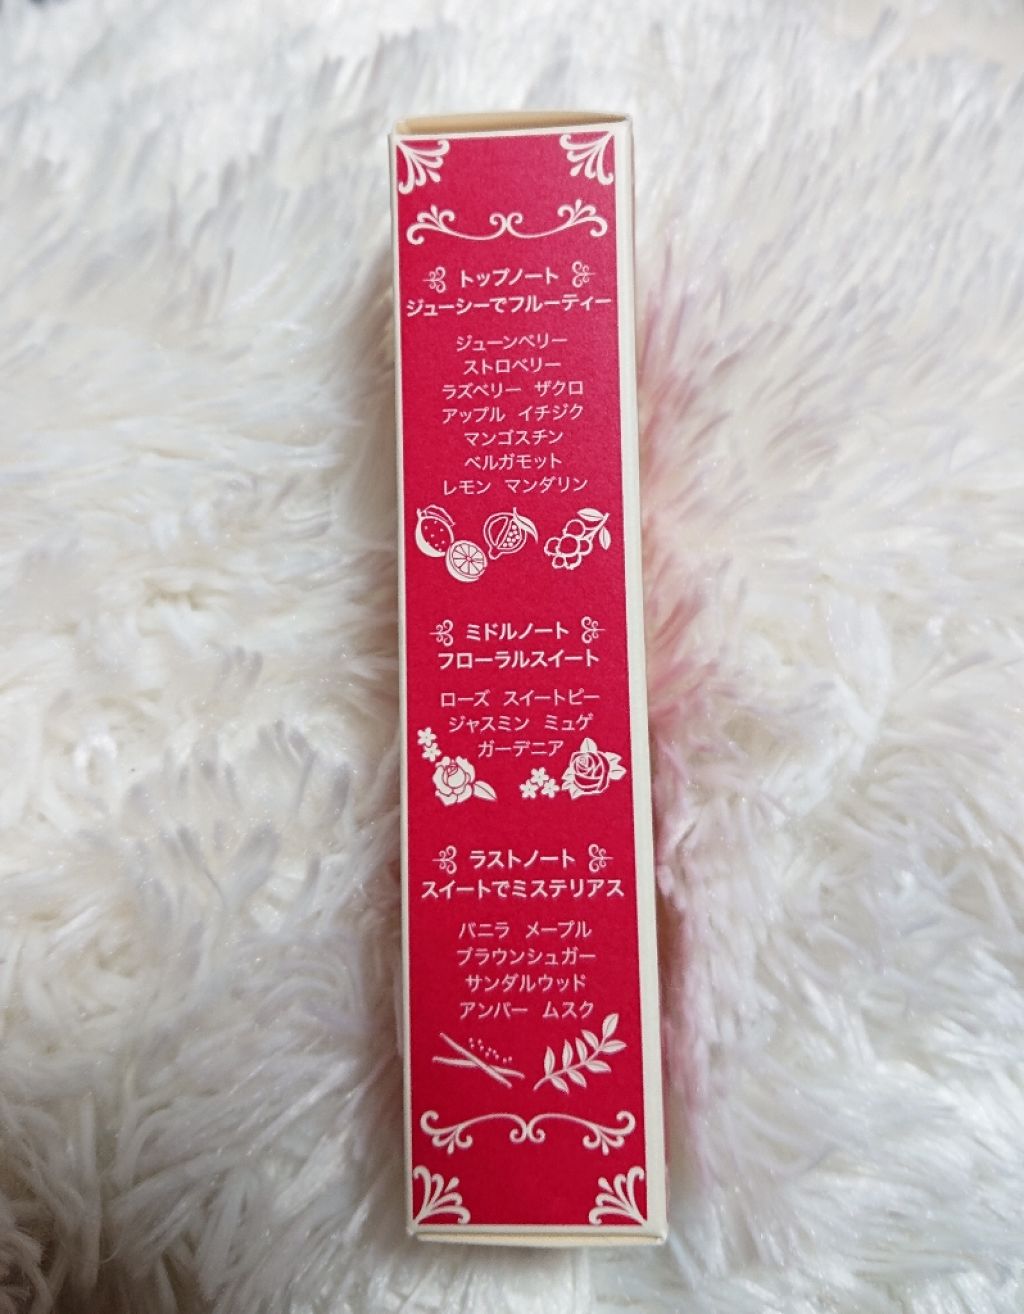 トップノート
ジューシーでフルーティー
ジューンベリー
ストロベリー
ラズベリー ザクロ
アップル イチジク
マンゴスチン
ベルガモット
レモン マンダリン
ミドルノート
フローラルスイート
ローズ スイートピー
ジャスミン ミュゲ
ガーデニア
ラストノート
スイートでミステリアス
バニラ メープル
ブラウンシュガー
サンダルウッド
アンバー ムスク